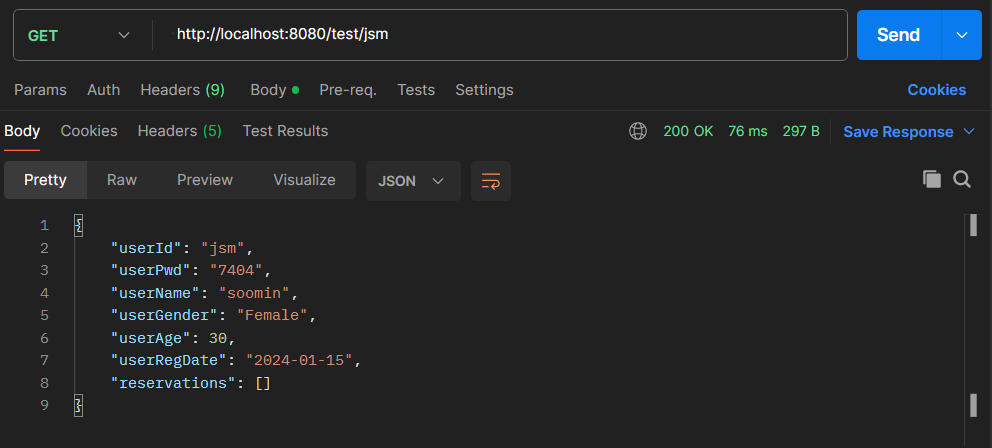 GET http://localhost:8080/test/jsm Send
Params Auth Headers (9) Body Pre-req. Tests Settings Cookies
Body Cookies Headers (5) Test Results 200 OK 76 ms 297 B Save Response
Pretty Raw Preview Visualize JSON
1 {
2 "userId": "jsm",
3 "userPwd": "7404",
4 "userName": "soomin",
5 "userGender": "Female",
6 "userAge": 30,
7 "userRegDate": "2024-01-15",
8 "reservations": []
9 }